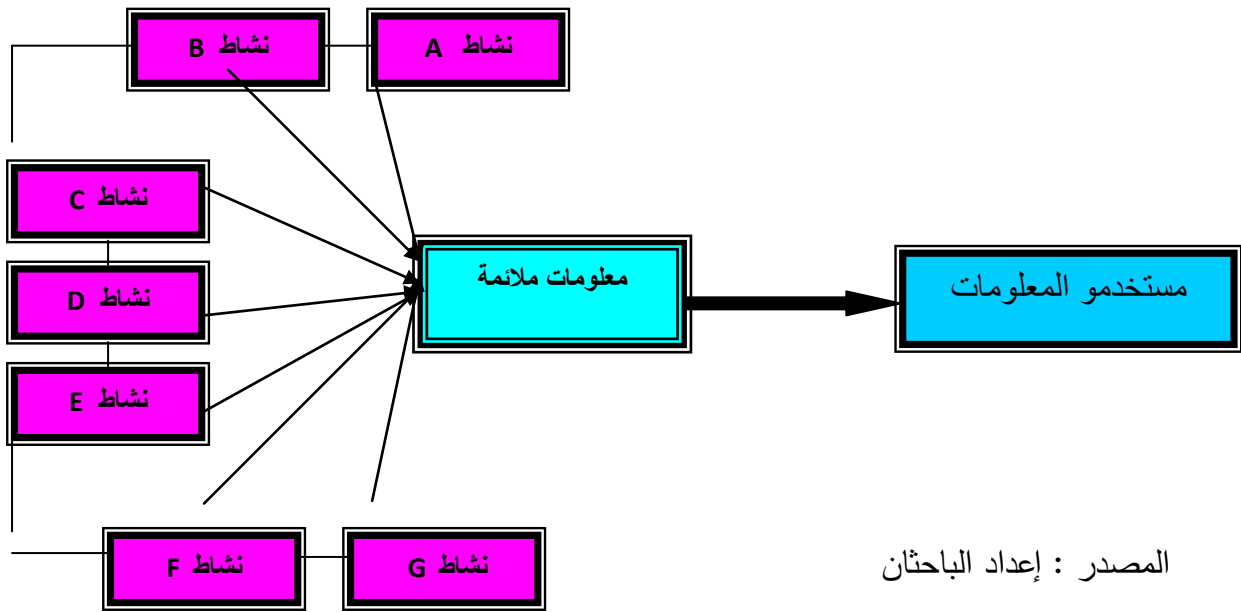 نشاط A
نشاط B
نشاط C
نشاط D
نشاط E
نشاط F
نشاط G
معلومات ملائمة
مستخدمو المعلومات
المصدر : إعداد الباحثان